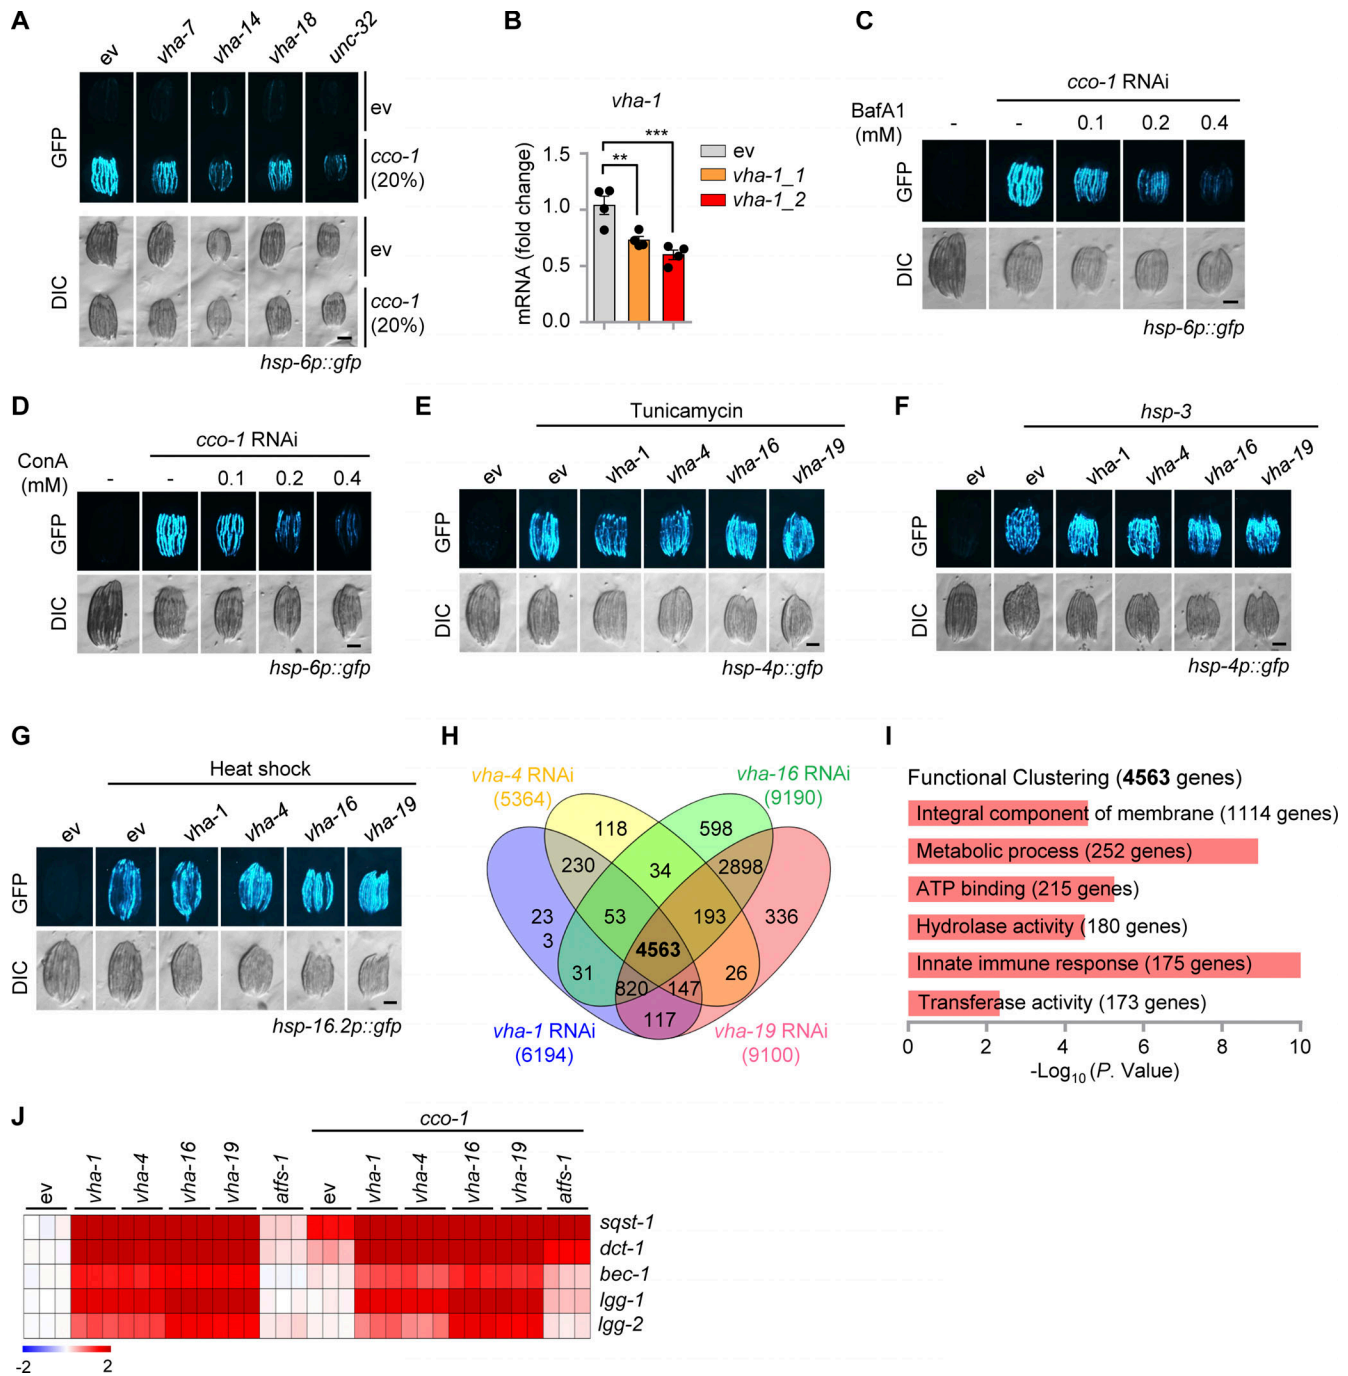 A
ev
vha-7
vha-14
vha-18
unc-32
GFP
ev
cco-1
(20%)
DIC
ev
cco-1
(20%)
hsp-6p::gfp
B
vha-1
mRNA (fold change)
1.5
1.0
0.5
0.0
**
***
ev
vha-1_1
vha-1_2
C
cco-1 RNAi
BafA1
(mM)
- - 0.1 0.2 0.4
GFP
DIC
hsp-6p::gfp
D
cco-1 RNAi
ConA
(mM)
- - 0.1 0.2 0.4
GFP
DIC
hsp-6p::gfp
E
Tunicamycin
ev ev vha-1 vha-4 vha-16 vha-19
GFP
DIC
hsp-4p::gfp
F
hsp-3
ev ev vha-1 vha-4 vha-16 vha-19
GFP
DIC
hsp-4p::gfp
G
Heat shock
ev ev vha-1 vha-4 vha-16 vha-19
GFP
DIC
hsp-16.2p::gfp
H
vha-4 RNAi
(5364)
vha-16 RNAi
(9190)
118
598
230
34
2898
23
3
53
193
336
4563
31
820
147
26
117
vha-1 RNAi
(6194)
vha-19 RNAi
(9100)
I
Functional Clustering (4563 genes)
Integral component of membrane (1114 genes)
Metabolic process (252 genes)
ATP binding (215 genes)
Hydrolase activity (180 genes)
Innate immune response (175 genes)
Transferase activity (173 genes)
0 2 4 6 8 10
-Log10 (P. Value)
J
cco-1
ev vha-1 vha-4 vha-16 vha-19 atfs-1 ev vha-1 vha-4 vha-16 vha-19 atfs-1
sqst-1
dct-1
bec-1
lgg-1
lgg-2
-2 2